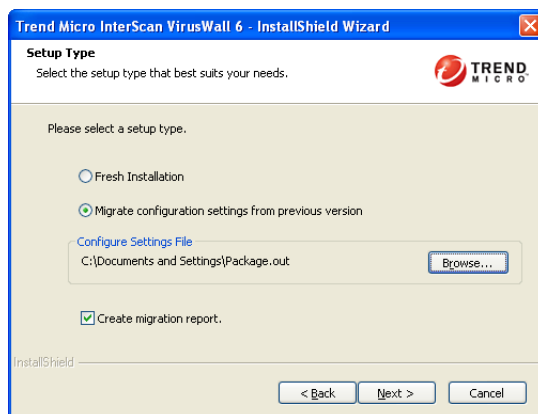 Trend Micro InterScan VirusWall 6 - InstallShield Wizard
Setup Type
Select the setup type that best suits your needs.
TREND
MICRO
Please select a setup type.
Fresh Installation
Migrate configuration settings from previous version
Configure Settings File
C:\Documents and Settings\Package.out
Browse...
Create migration report.
InstallShield
< Back
Next >
Cancel